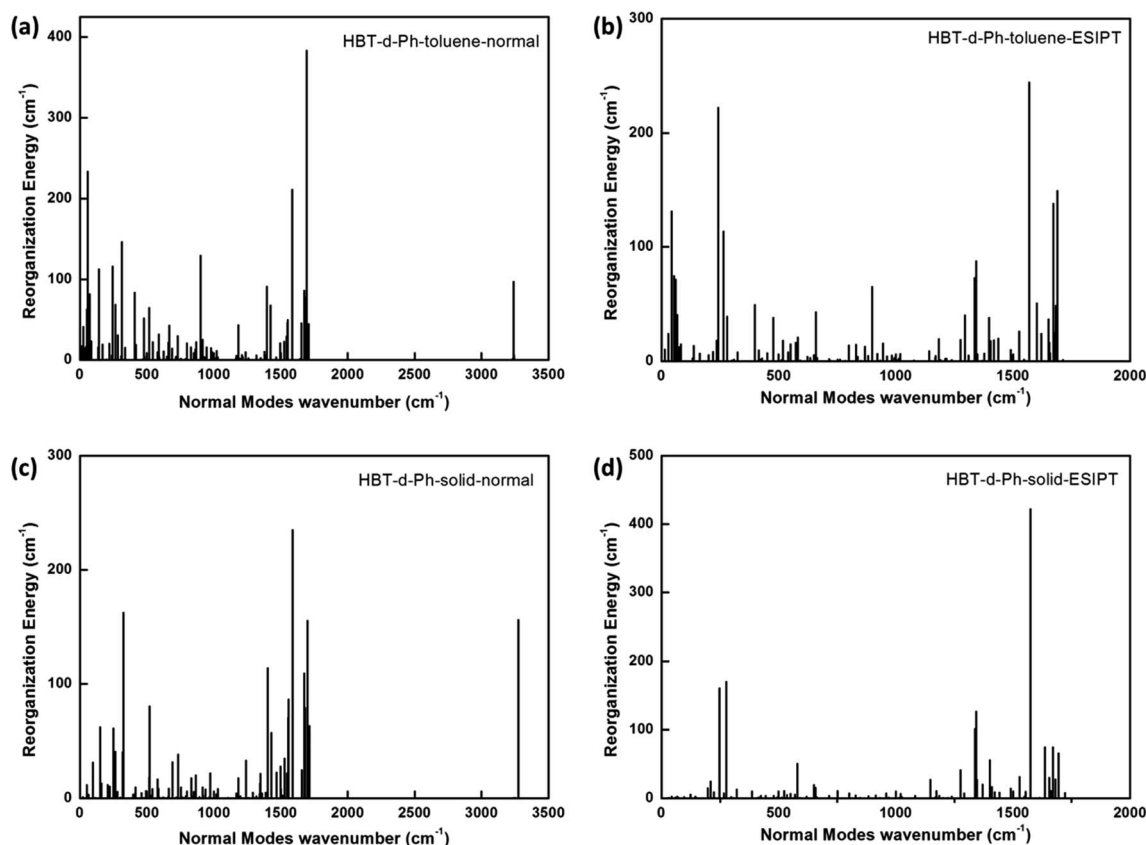 (a)
HBT-d-Ph-toluene-normal
Reorganization Energy (cm-1)
400
300
200
100
0
0 500 1000 1500 2000 2500 3000 3500
Normal Modes wavenumber (cm-1)
(b)
HBT-d-Ph-toluene-ESIPT
Reorganization Energy (cm-1)
300
200
100
0
0 500 1000 1500 2000
Normal Modes wavenumber (cm-1)
(c)
HBT-d-Ph-solid-normal
Reorganization Energy (cm-1)
300
200
100
0
0 500 1000 1500 2000 2500 3000 3500
Normal Modes wavenumber (cm-1)
(d)
HBT-d-Ph-solid-ESIPT
Reorganization Energy (cm-1)
500
400
300
200
100
0
0 500 1000 1500 2000
Normal Modes wavenumber (cm-1)